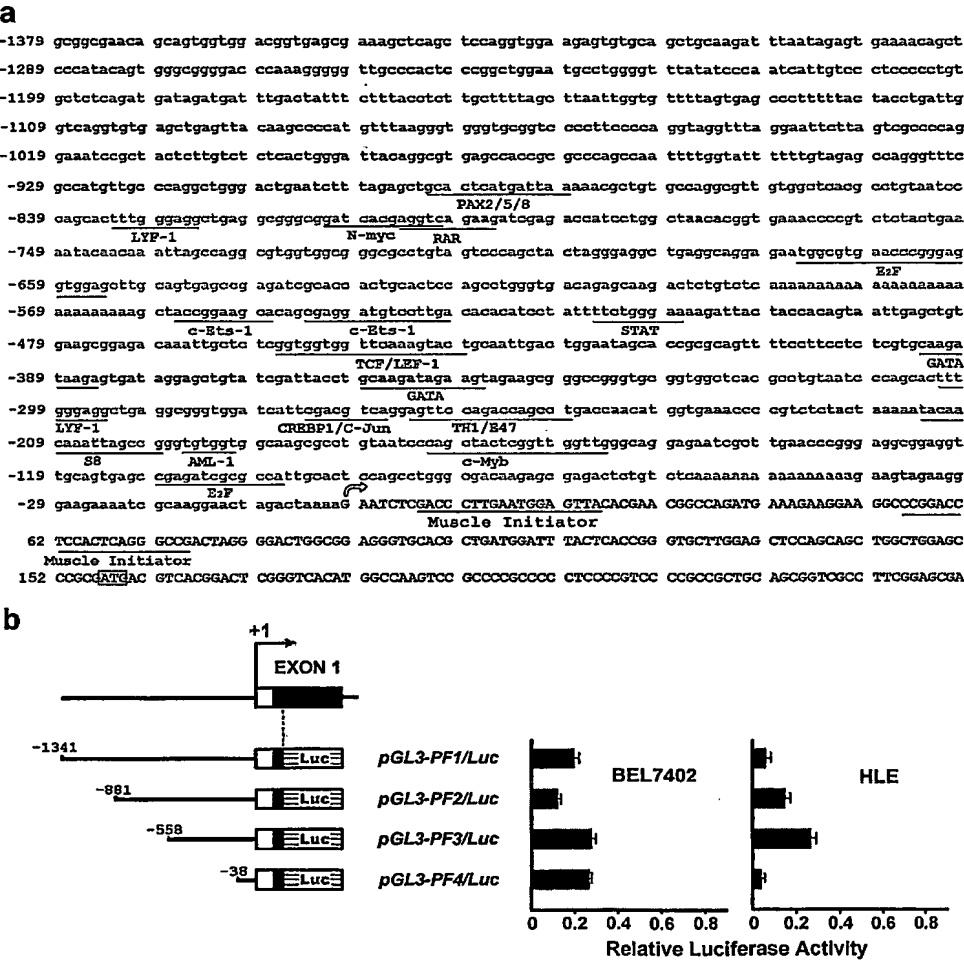 a
-1379 gcggcgaaca gcagtggtgg acggtgagcg aaagctcagc tccaggtgga agagtgtgca gctgcaagat ttaatagagt gaaaacagct
-1289 cccatacagt gggcggggac ccaaaggggg ttgcccactc ccggctggaa tgcctggggt ttatatccca atcattgtcc ctccccctgt
-1199 gctctcagat gatagatgat ttgactattt ctttacctct tgcttttagc ttaattggtg ttttagtgag ccctttttac tacctgattg
-1109 gtcaggtgtg agctgagtta caagccccat gtttaagggt gggtgcggtc cccttcccca ggtaggttta ggaattctta gtcgccccag
-1019 gaaatccgct actcttgtct ctcactggga ttacaggcgt gagccaccgc gcccagccaa ttttggtatt tttttgtagag ccagggtttc
-929 gccatgttgc ccaggctggg actgaatctt tagagctgca ctcatgatta aaaacgctgt gccaggcgtt gtggctcacg cctgtaatcc
PAX2/5/8
-839 cagcactttg ggaggctgag gcgggcggat cacgaggtca gaagatcgag accatcctgg ctaacacggt gaaaccccgt ctctactgaa
LYF-1 N-myc RAR
-749 aatacaacaa attagccagg cgtggtggcg ggcgcctgta gtcccagcta ctagggaggc tgaggcagga gaatggcgtg aacccgggag
E2F
-659 gtggagcttg cagtgagccg agatcgcacc actgcactcc agcctgggtg acagagcaag actctgtctc aaaaaaaaaa aaaaaaaaaa
-569 aaaaaaaaag ctaccggaag cacagcgagg atgtccttga cacacatcct attttctggg aaaagattac taccacagta attgagctgt
c-Ets-1 c-Ets-1 STAT
-479 gaagcggaga caaattgctc tcggtggtgg ttcaaagtac tgcaattgac tggaatagca ccgcgcagtt tttccttctc tcgtgcaaga
TCF/LEF-1 GATA
-389 taagagtgat aggagctgta tcgattacct gcaagataga agtagaagcg ggccgggtgt ggtggctcac gcctgtaatc ccagcacttt
GATA
-299 gggaggctga ggcgggtgga tcattcgacg tcaggagttc cagaccagcc tgaccaacat ggtgaaaccc cgtctctact aaaaatacaa
LYF-1 CREBP1/C-Jun TH1/E47
-209 caaattagcc gggtgtggtg gcaagcgcct gtaatcccag ctactcggtt gggttgggcag gagaatcgct tgaacccggg aggcggaggt
S8 AML-1 c-Myb
-119 tgcagtgagc cgagatcgcg ccattgcact ccagcctggg cgacaagagc gagactctgt ctcaaaaaaa aaaaaaaaag aagtagaagg
E2F
-29 gaagaaaatc gcaaggaact agactaaaaG AATCTCGACC CTTGAATGGA GTTACACGAA CGGCCAGATG AAAGAAGGAA GGCCCGGACC
Muscle Initiator
62 TCCACTCAGG GCCGACTAGG GGACTGGCGG AGGGTGCACG CTGATGGATT TACTCACCGG GTGCTTGGAG CTCCAGCAGC TGGCTGGAGC
Muscle Initiator
152 CCGCGATGAC GTCACGGACT CGGGTCACAT GGCCAAGTCC GCCCCGCCCC CTCCCCGTCC CGCCGCTGC AGCGGTCGCC TTCGGAGCGA
b
+1
EXON 1
-1341 Luc pGL3-PF1/Luc
-881 Luc pGL3-PF2/Luc
-558 Luc pGL3-PF3/Luc
-38 Luc pGL3-PF4/Luc
BEL7402 HLE
0 0.2 0.4 0.6 0.8 0 0.2 0.4 0.6 0.8
Relative Luciferase Activity